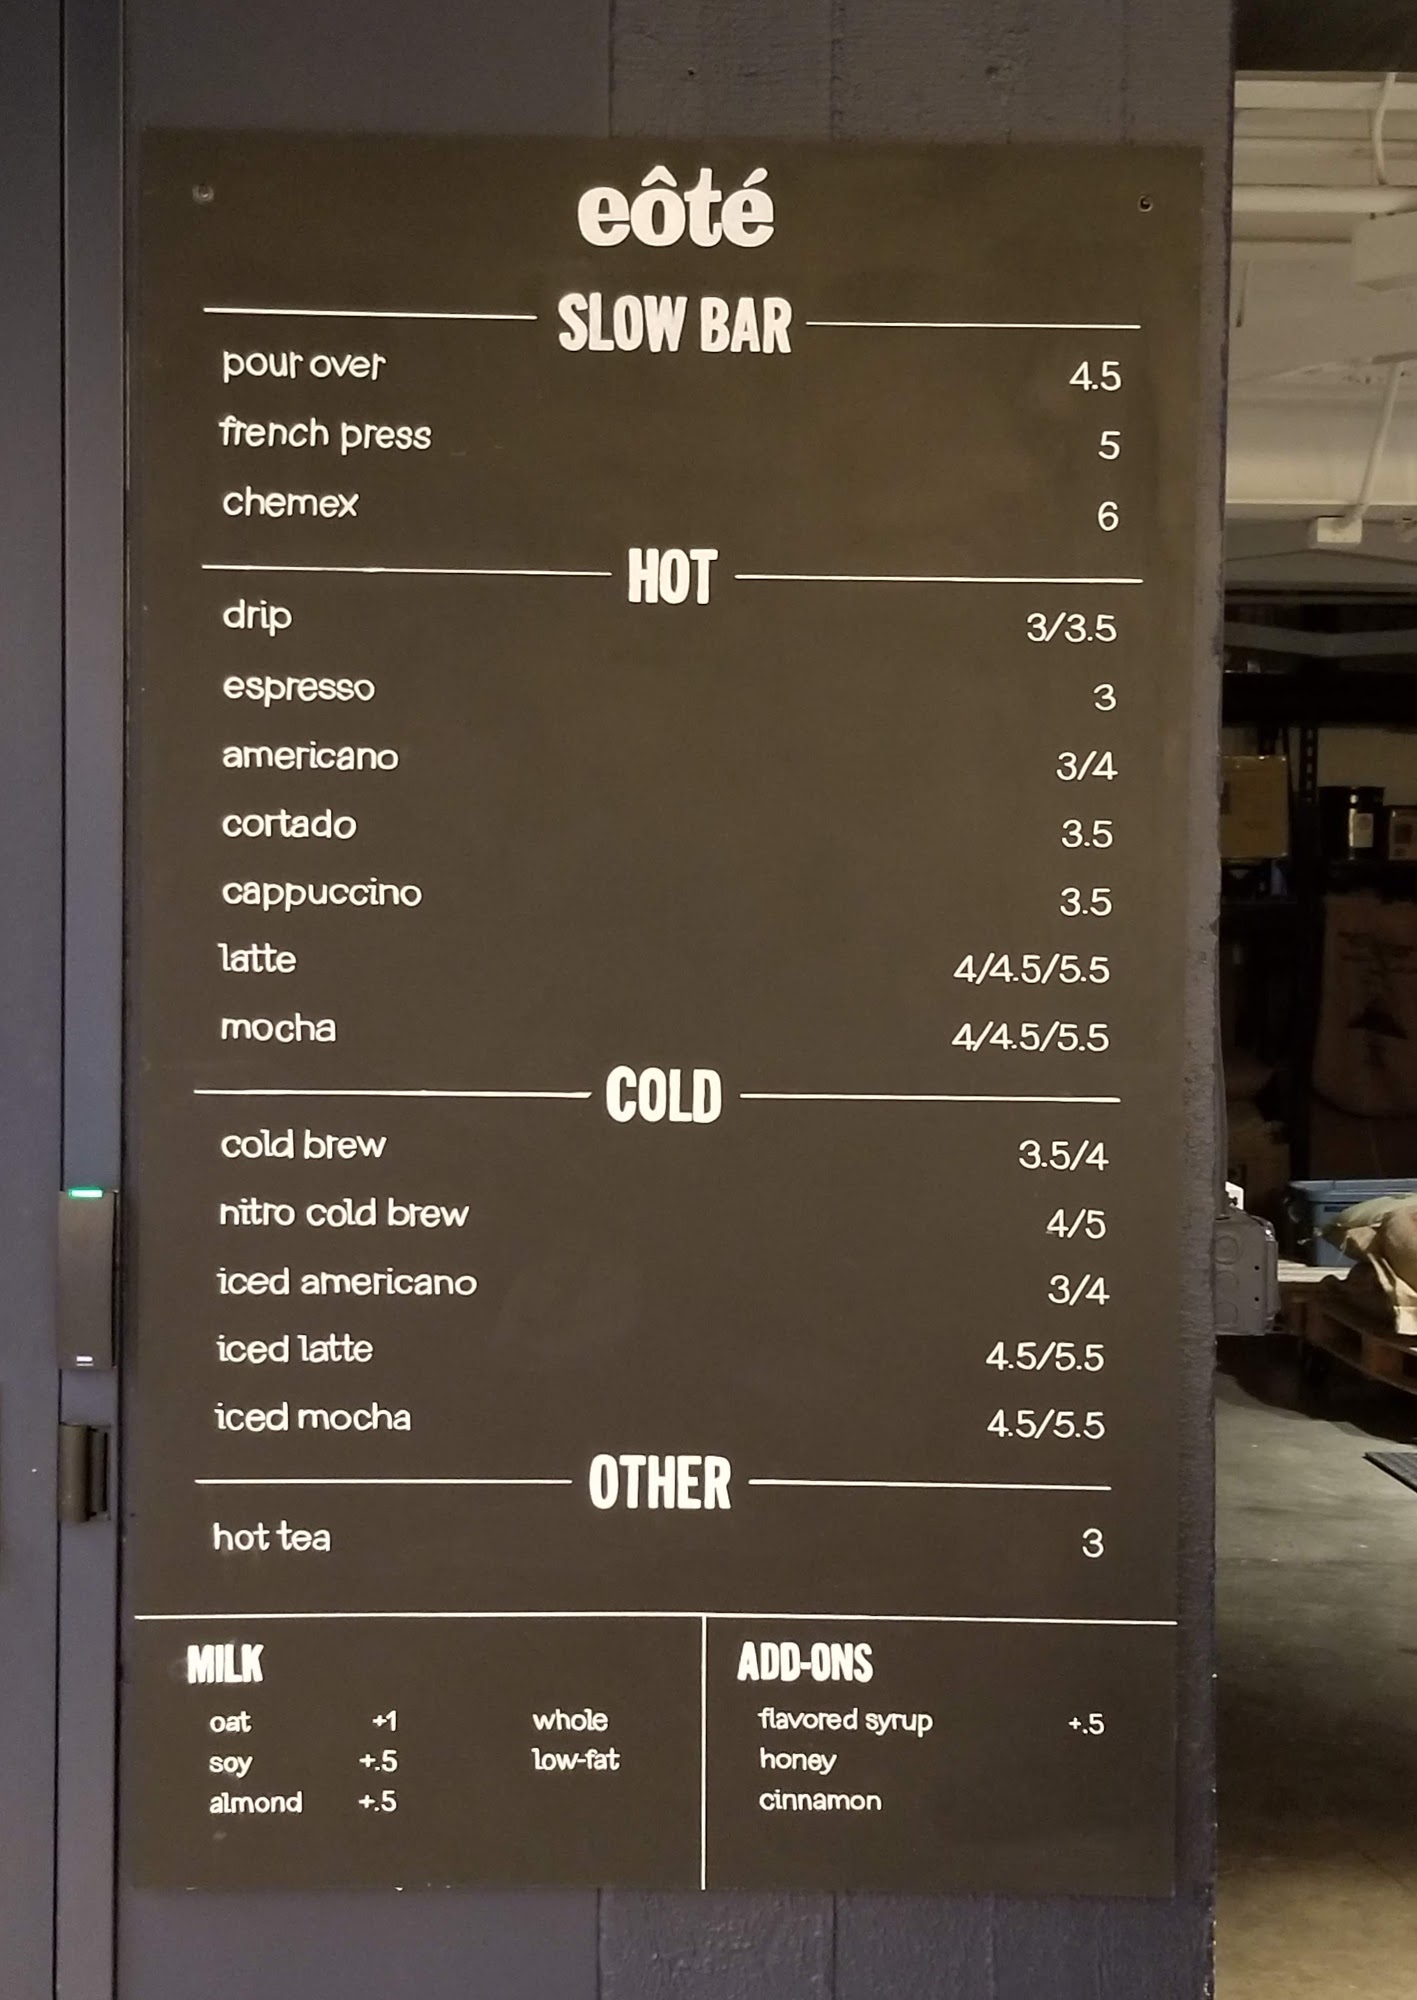 eôté
SLOW BAR
pour over 4.5
french press 5
chemex 6
HOT
drip 3/3.5
espresso 3
americano 3/4
cortado 3.5
cappuccino 3.5
latte 4/4.5/5.5
mocha 4/4.5/5.5
COLD
cold brew 3.5/4
nitro cold brew 4/5
iced americano 3/4
iced latte 4.5/5.5
iced mocha 4.5/5.5
OTHER
hot tea 3
MILK
oat +1 whole
soy +.5 low-fat
almond +.5
ADD-ONS
flavored syrup +.5
honey
cinnamon